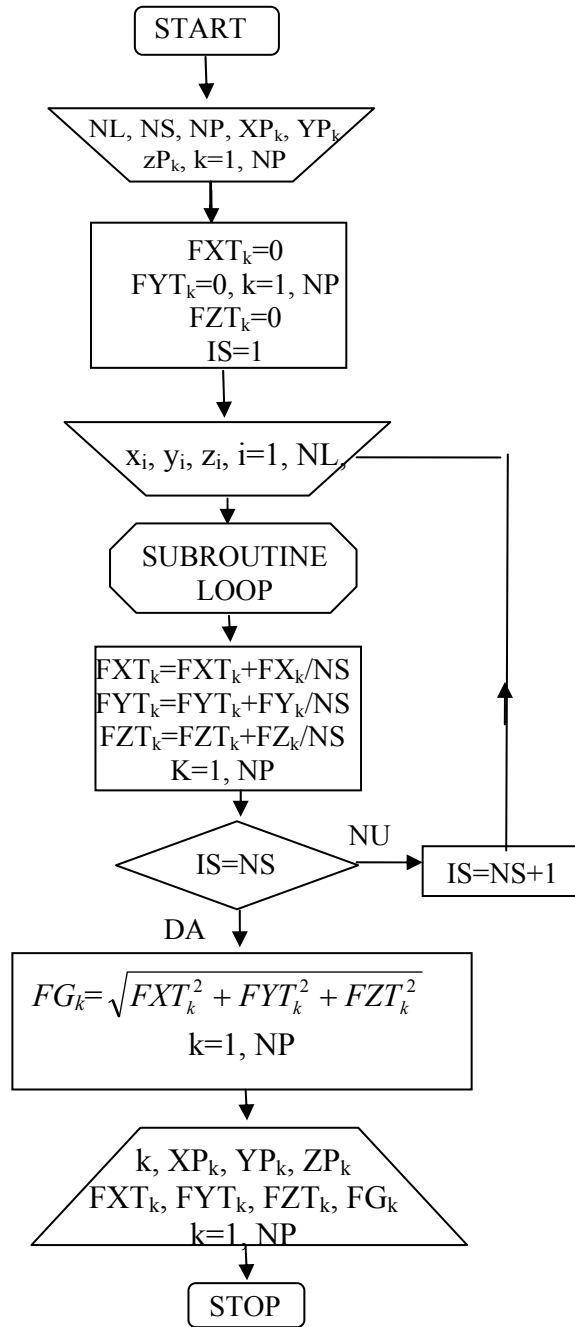 START
NL, NS, NP, XPₖ, YPₖ
zPₖ, k=1, NP
FXTₖ=0
FYTₖ=0, k=1, NP
FZTₖ=0
IS=1
xᵢ, yᵢ, zᵢ, i=1, NL,
SUBROUTINE
LOOP
FXTₖ=FXTₖ+FXₖ/NS
FYTₖ=FYTₖ+FYₖ/NS
FZTₖ=FZTₖ+FZₖ/NS
K=1, NP
IS=NS
NU
IS=NS+1
DA
FGₖ=√(FXTₖ²+FYTₖ²+FZTₖ²)
k=1, NP
k, XPₖ, YPₖ, ZPₖ
FXTₖ, FYTₖ, FZTₖ, FGₖ
k=1, NP
STOP